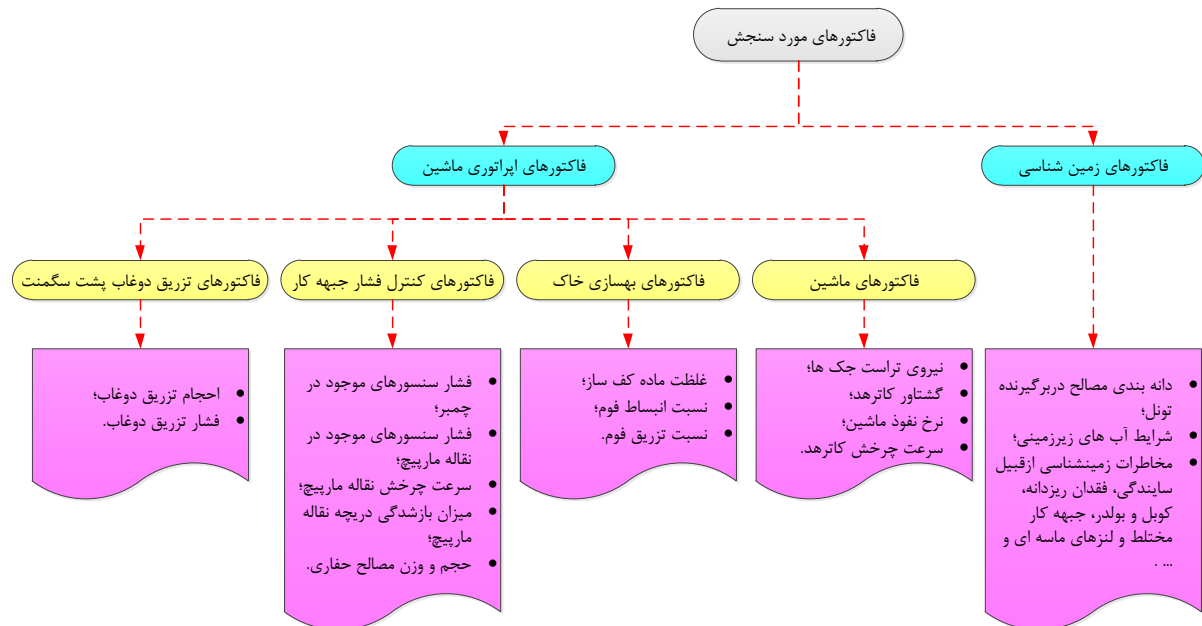 فاکتورهای مورد سنجش
فاکتورهای زمین شناسی
فاکتورهای اپراتوری ماشین
فاکتورهای ماشین
فاکتورهای بهسازی خاک
فاکتورهای کنترل فشار جبهه کار
فاکتورهای تزریق دوغاب پشت سگمنت
• دانه بندی مصالح دربرگیرنده
تونل؛
• شرایط آب های زیرزمینی؛
• مخاطرات زمینشناسی ازقبیل
سایندگی، فقدان ریزدانه،
کوبل و بولدر، جبهه کار
مختلط و لنزهای ماسه ای و
... .
• نیروی تراست جک ها؛
• گشتاور کاترهد؛
• نرخ نفوذ ماشین؛
• سرعت چرخش کاترهد.
• غلظت ماده کف ساز؛
• نسبت انبساط فوم؛
• نسبت تزریق فوم.
• فشار سنسورهای موجود در
چمبر؛
• فشار سنسورهای موجود در
نقاله مارپیچ؛
• سرعت چرخش نقاله مارپیچ؛
• میزان بازشدگی دریچه نقاله
مارپیچ؛
• حجم و وزن مصالح حفاری.
• احجام تزریق دوغاب؛
• فشار تزریق دوغاب.